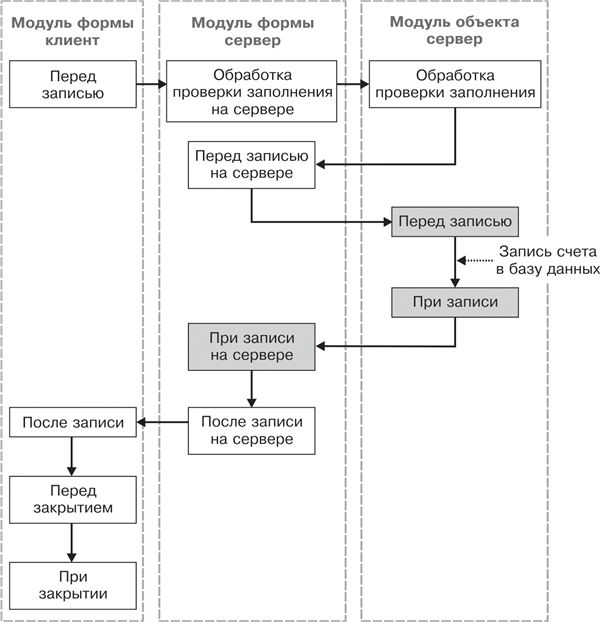 Модуль формы
клиент
Модуль формы
сервер
Модуль объекта
сервер
Перед
записью
Обработка
проверки заполнения
на сервере
Обработка
проверки заполнения
Перед записью
на сервере
Перед записью
Запись счета
в базу данных
При записи
При записи
на сервере
После записи
После записи
на сервере
Перед
закрытием
При
закрытии